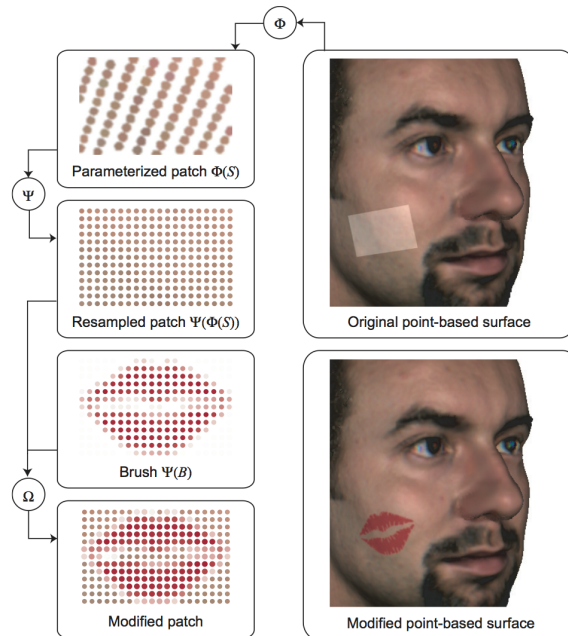 Φ
Parameterized patch Φ(S)
Ψ
Resampled patch Ψ(Φ(S))
Original point-based surface
Brush Ψ(B)
Ω
Modified patch
Modified point-based surface